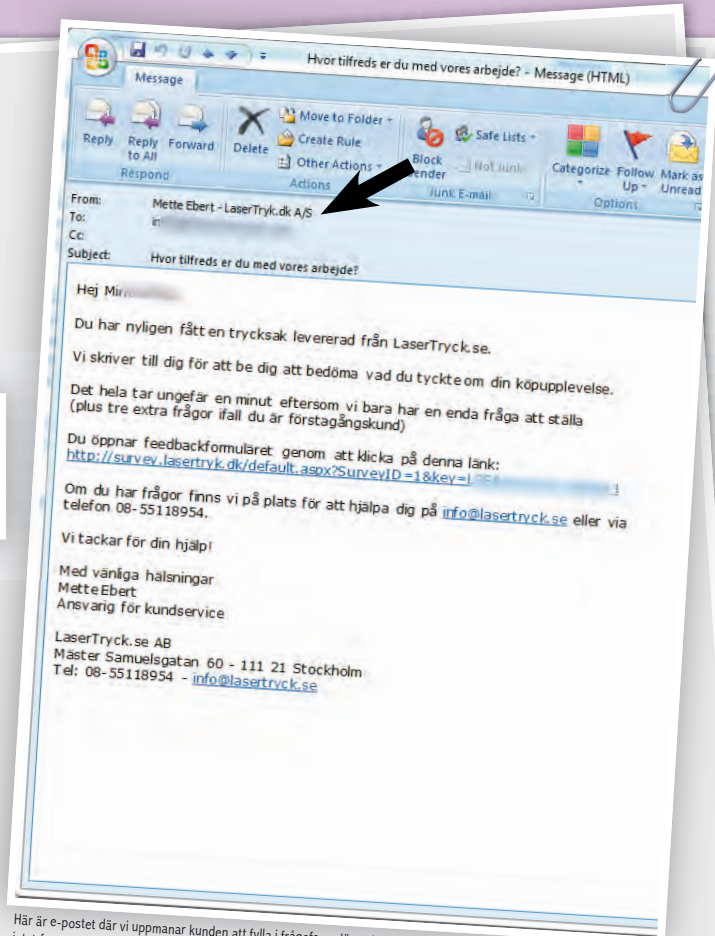 Hvor tilfreds er du med vores arbejde? - Message (HTML)
Message
Reply
Reply to All
Forward
Respond
Delete
Move to Folder
Create Rule
Other Actions
Actions
Block Sender
Safe Lists
Not Junk
Junk E-mail
Categorize
Follow Up
Mark as Unread
Options
From: Mette Ebert - LaserTryk.dk A/S
To:
Cc:
Subject: Hvor tilfreds er du med vores arbejde?
Hej
Du har nyligen fått en trycksak levererad från LaserTryck.se.
Vi skriver till dig för att be dig att bedöma vad du tyckte om din köpupplevelse.
Det hela tar ungefär en minut eftersom vi bara har en enda fråga att ställa
(plus tre extra frågor ifall du är förstagångskund)
Du öppnar feedbackformuläret genom att klicka på denna länk:
http://survey.lasertryk.dk/default.aspx?SurveyID=1&key=
Om du har frågor finns vi på plats för att hjälpa dig på info@lasertryck.se eller via
telefon 08-55118954.
Vi tackar för din hjälp!
Med vänliga hälsningar
Mette Ebert
Ansvarig för kundservice
LaserTryck.se AB
Mäster Samuelsgatan 60 - 111 21 Stockholm
Tel: 08-55118954 - info@lasertryck.se
Här är e-postet där vi uppmanar kunden att fylla i